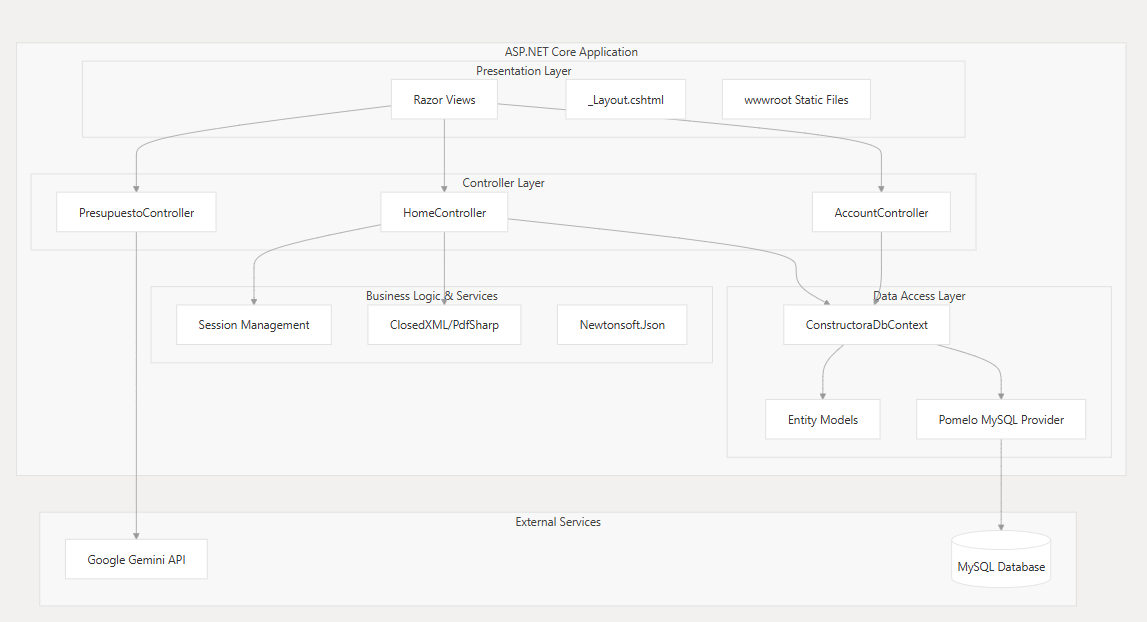 ASP.NET Core Application
Presentation Layer
Razor Views
_Layout.cshtml
wwwroot Static Files
Controller Layer
PresupuestoController
HomeController
AccountController
Business Logic & Services
Data Access Layer
Session Management
ClosedXML/PdfSharp
Newtonsoft.Json
ConstructoraDbContext
Entity Models
Pomelo MySQL Provider
External Services
Google Gemini API
MySQL Database